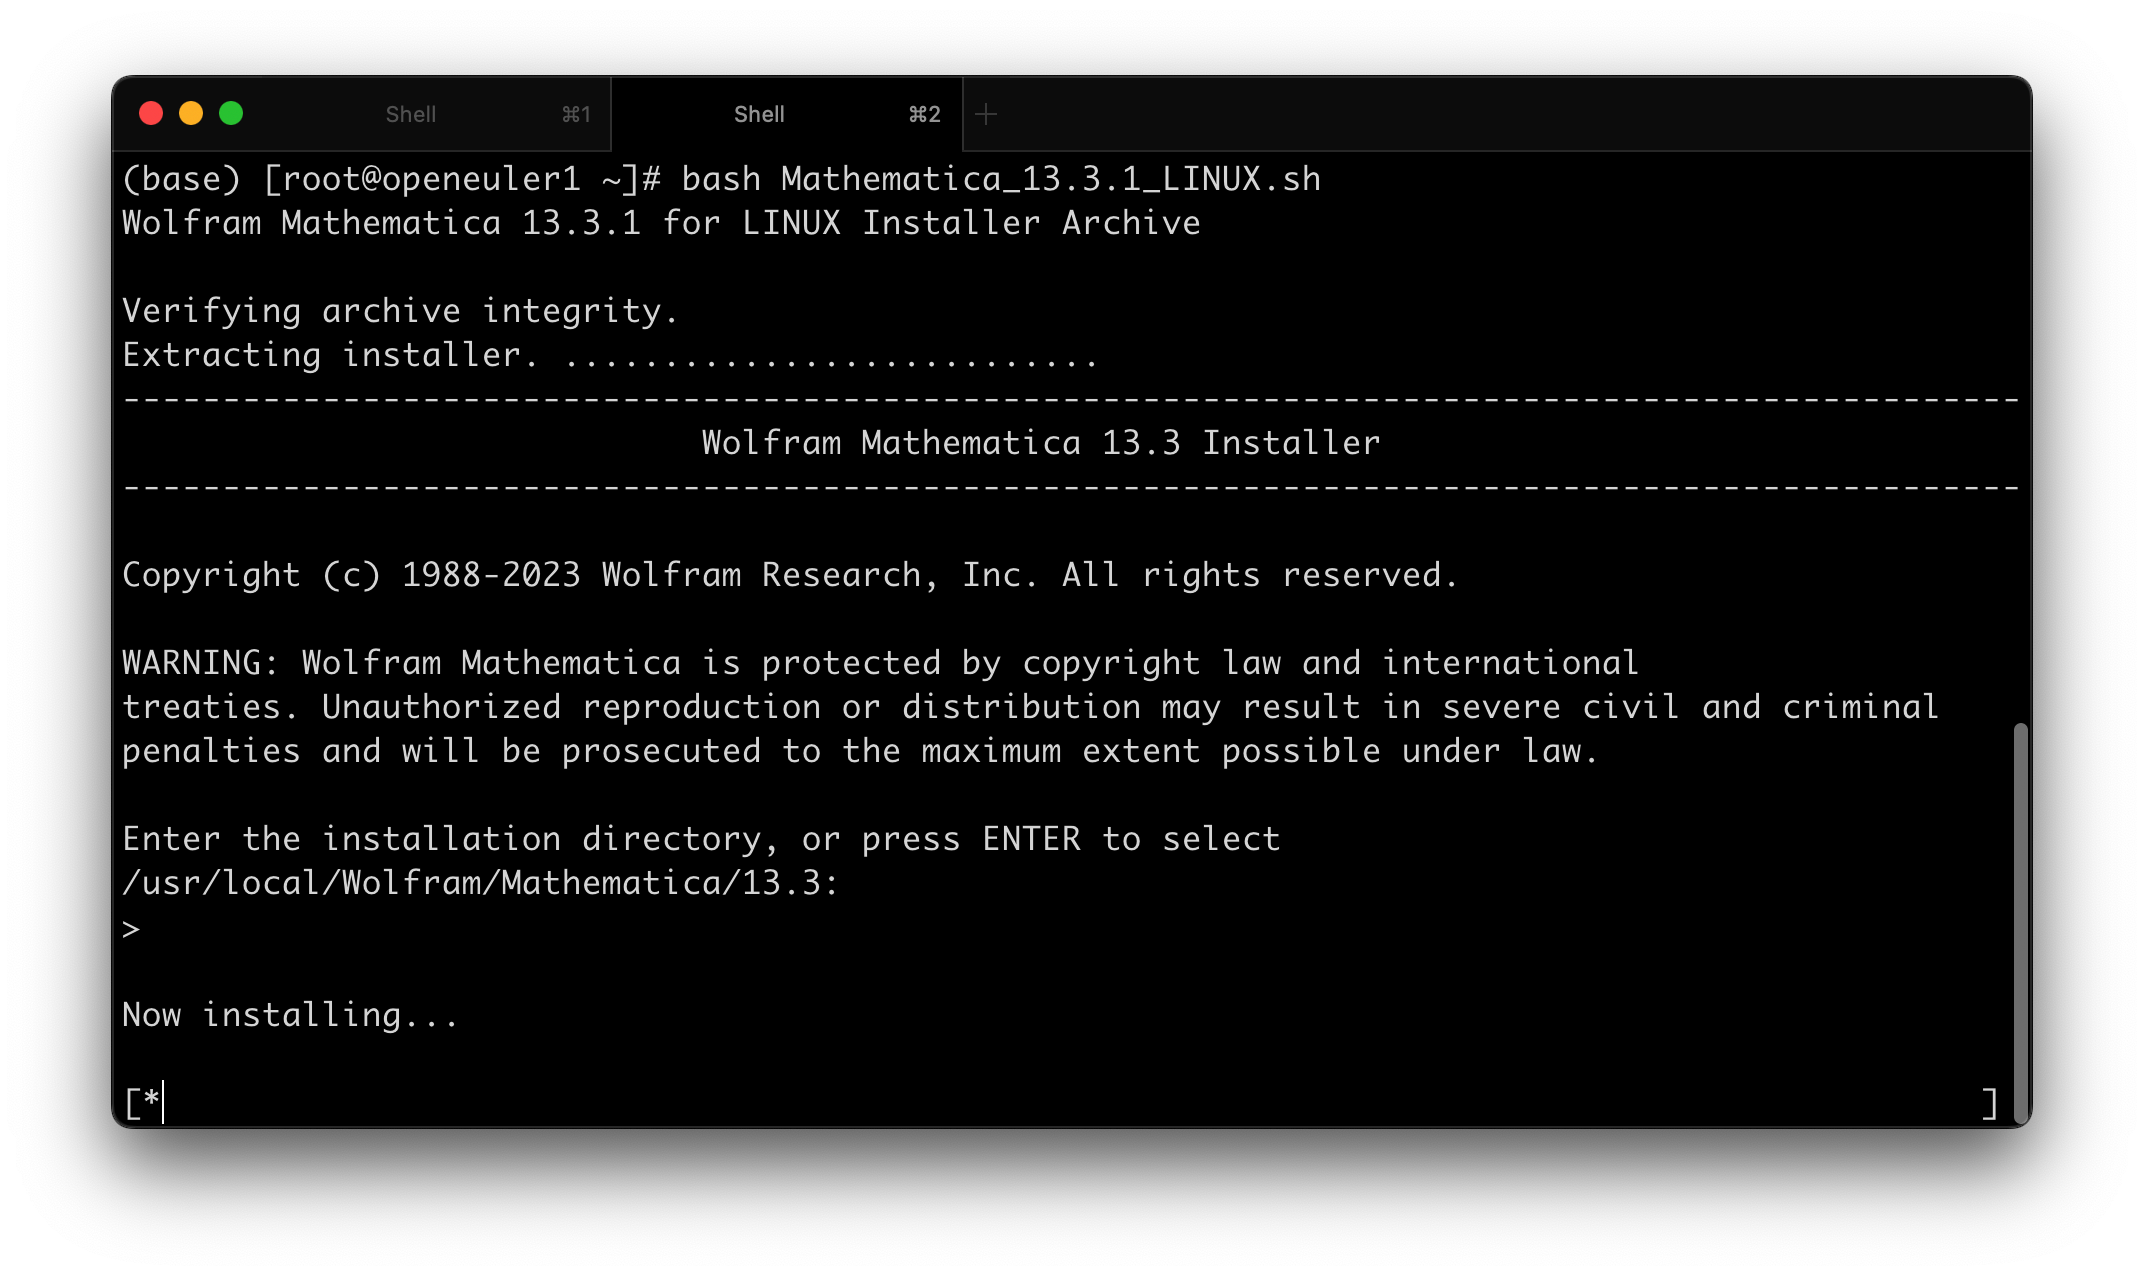 Shell ⌘1 Shell ⌘2 +
(base) [root@openeuler1 ~]# bash Mathematica_13.3.1_LINUX.sh
Wolfram Mathematica 13.3.1 for LINUX Installer Archive
Verifying archive integrity.
Extracting installer. ...........................
-----------------------------------------------------------------------------------------------
Wolfram Mathematica 13.3 Installer
-----------------------------------------------------------------------------------------------
Copyright (c) 1988-2023 Wolfram Research, Inc. All rights reserved.
WARNING: Wolfram Mathematica is protected by copyright law and international
treaties. Unauthorized reproduction or distribution may result in severe civil and criminal
penalties and will be prosecuted to the maximum extent possible under law.
Enter the installation directory, or press ENTER to select
/usr/local/Wolfram/Mathematica/13.3:
>
Now installing...
[* ]